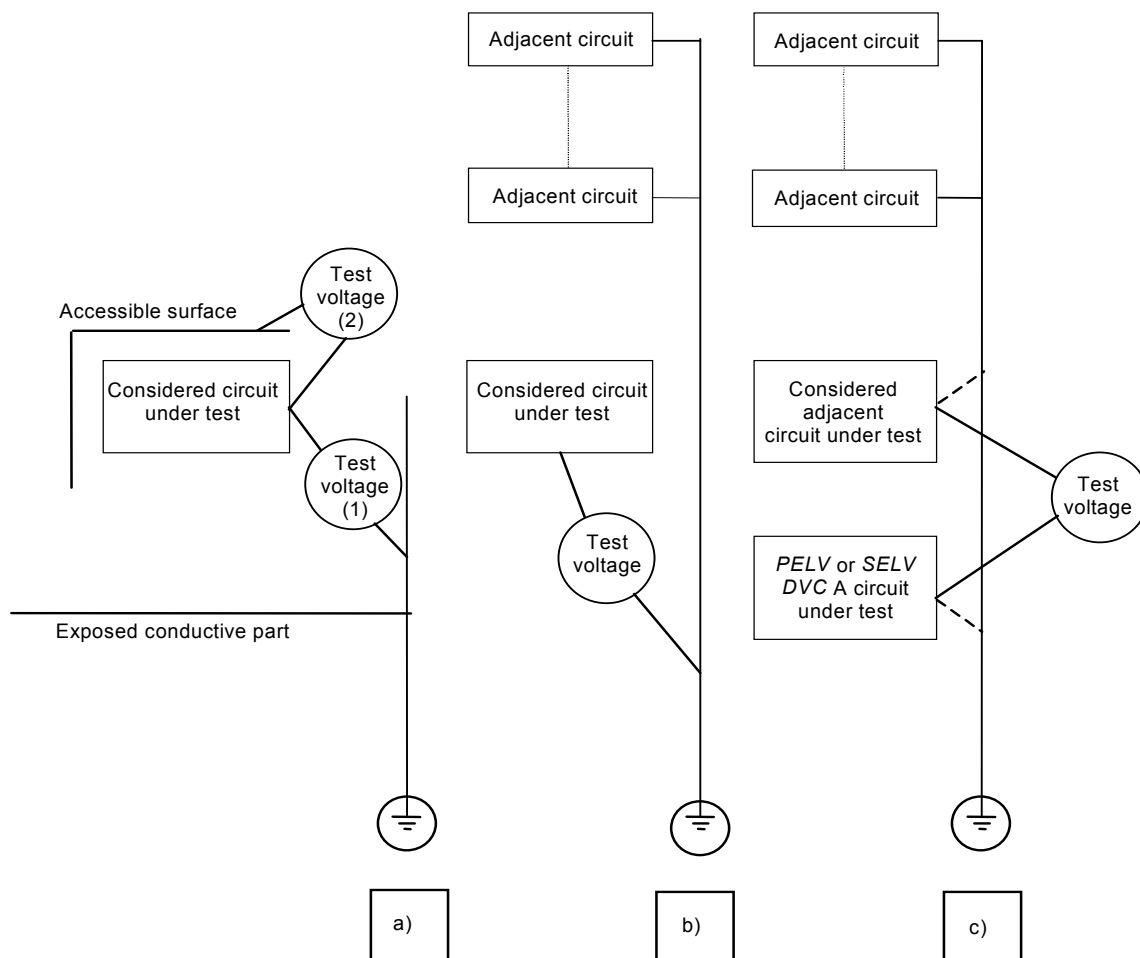 Accessible surface
Test
voltage
(2)
Considered circuit
under test
Test
voltage
(1)
Exposed conductive part
a)
Adjacent circuit
Adjacent circuit
Considered circuit
under test
Test
voltage
b)
Adjacent circuit
Adjacent circuit
Considered
adjacent
circuit under test
Test
voltage
PELV or SELV
DVC A circuit
under test
c)